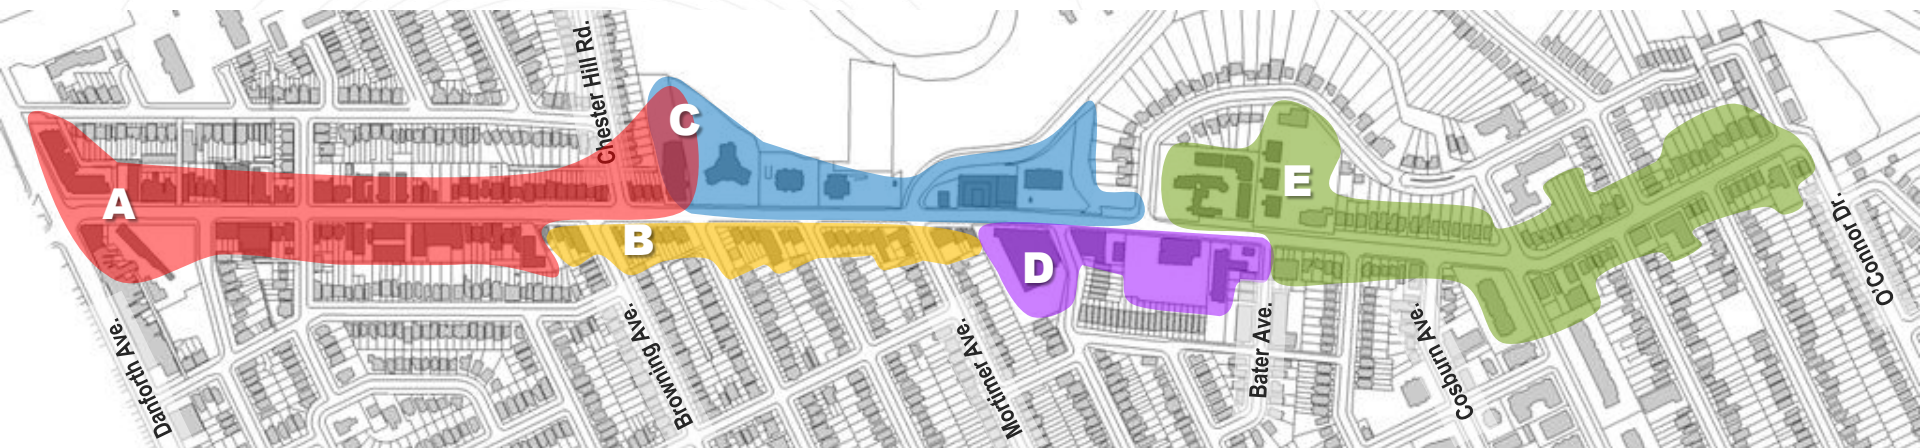 Chester Hill Rd.
C
A
B
D
E
O'Connor Dr.
Danforth Ave.
Browning Ave.
Mortimer Ave.
Bater Ave.
Cosburn Ave.